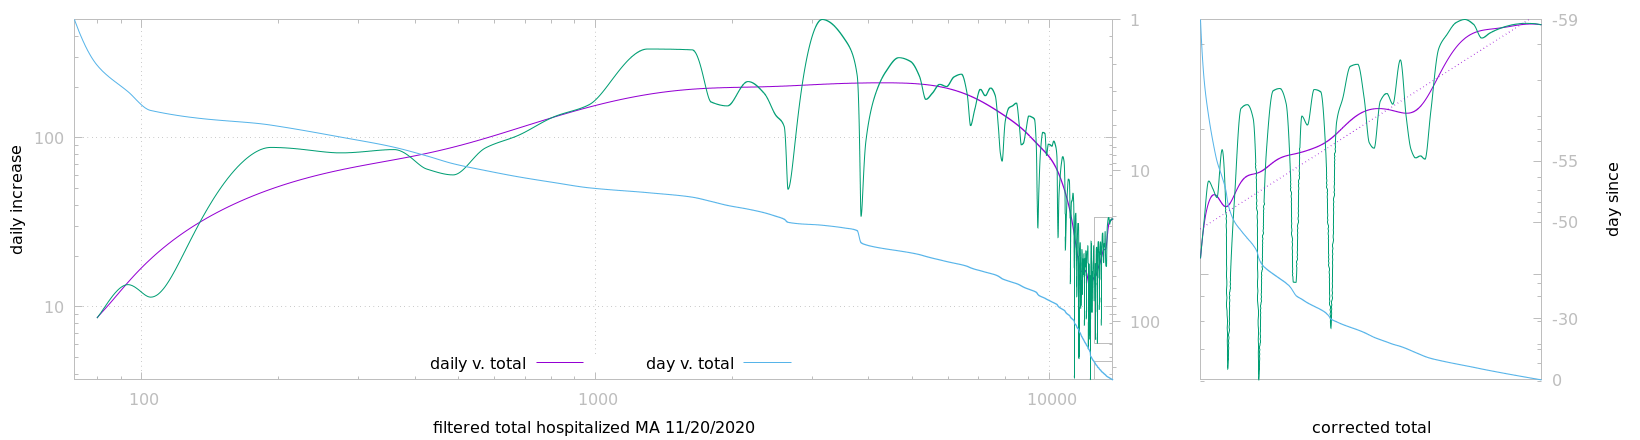 daily increase
100
10
daily v. total
day v. total
100
1000
10000
filtered total hospitalized MA 11/20/2020
1
10
100
-59
-55
-50
-30
0
day since
corrected total